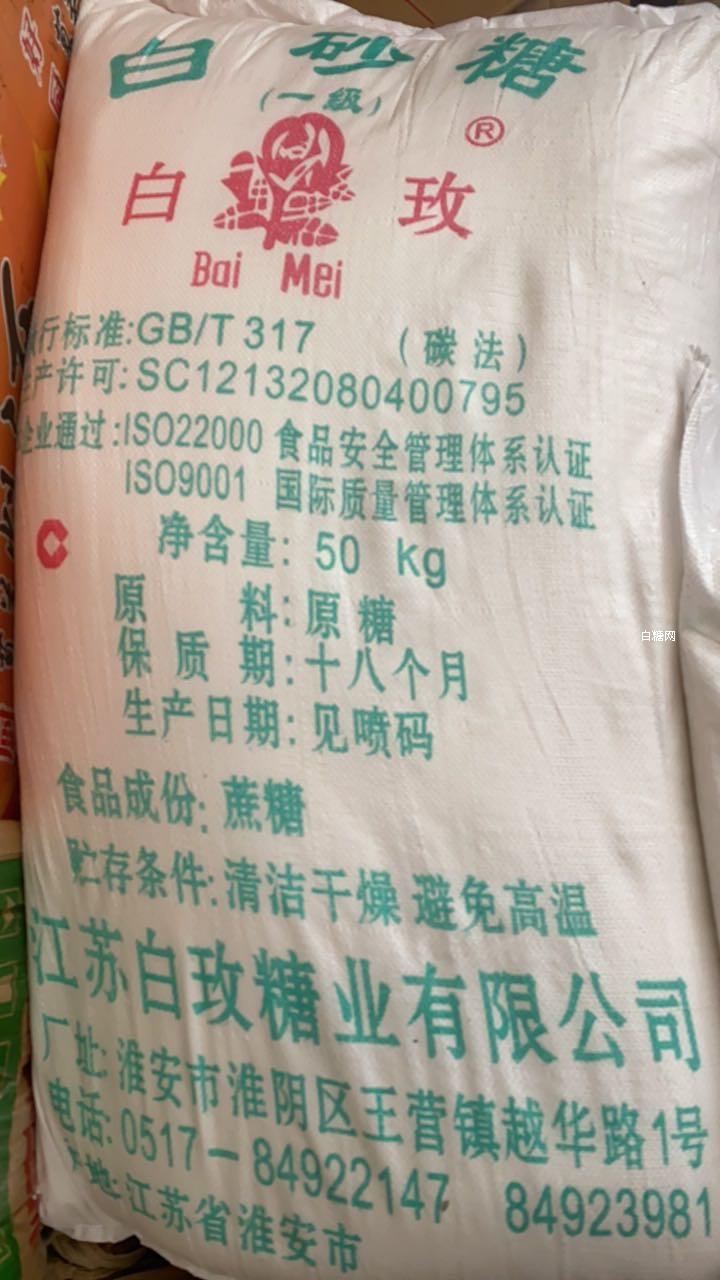 白砂糖
(一级)
®
白玫
Bai Mei
执行标准:GB/T 317 (碳法)
生产许可:SC12132080400795
企业通过:ISO22000 食品安全管理体系认证
ISO9001 国际质量管理体系认证
净含量: 50 kg
原料:原糖
保质期:十八个月
生产日期:见喷码
食品成份:蔗糖
贮存条件:清洁干燥 避免高温
江苏白玫糖业有限公司
厂址:淮安市淮阴区王营镇越华路1号
电话:0517-84922147 84923981
产地:江苏省淮安市
白糖网